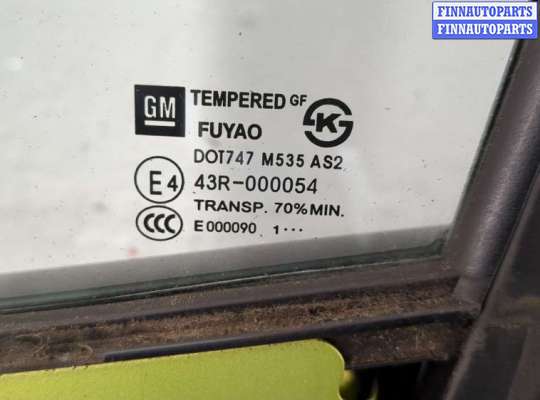 FINNAUTOPARTS
FINNAUTOPARTS
GM TEMPERED GF
FUYAO
DOT747 M535 AS2
E4 43R-000054
TRANSP. 70% MIN.
CCC E000090 . 1 ···